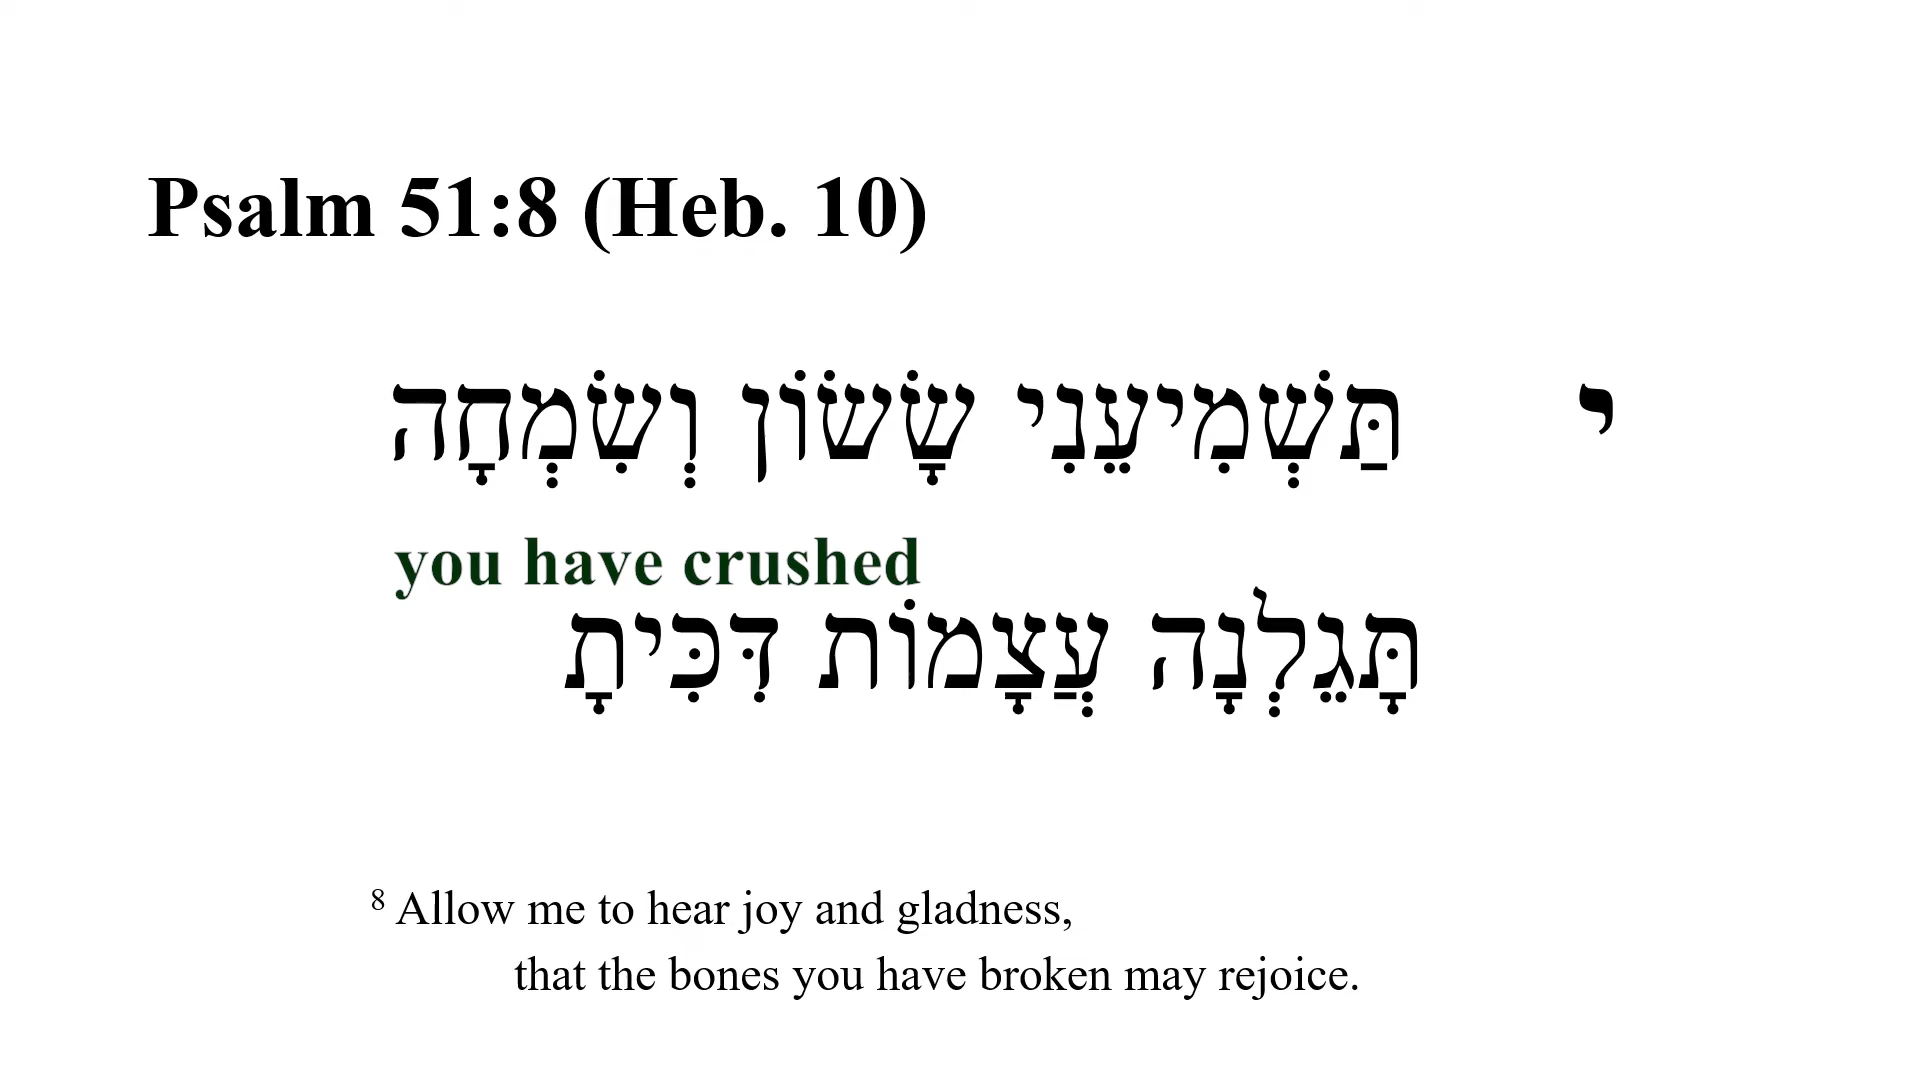 Psalm 51:8 (Heb. 10)
י תַּשְׁמִיעֵנִי שָׂשׂוֹן וְשִׂמְחָה
you have crushed
תָּגֵלְנָה עֲצָמוֹת דִּכִּיתָ
⁸ Allow me to hear joy and gladness,
that the bones you have broken may rejoice.